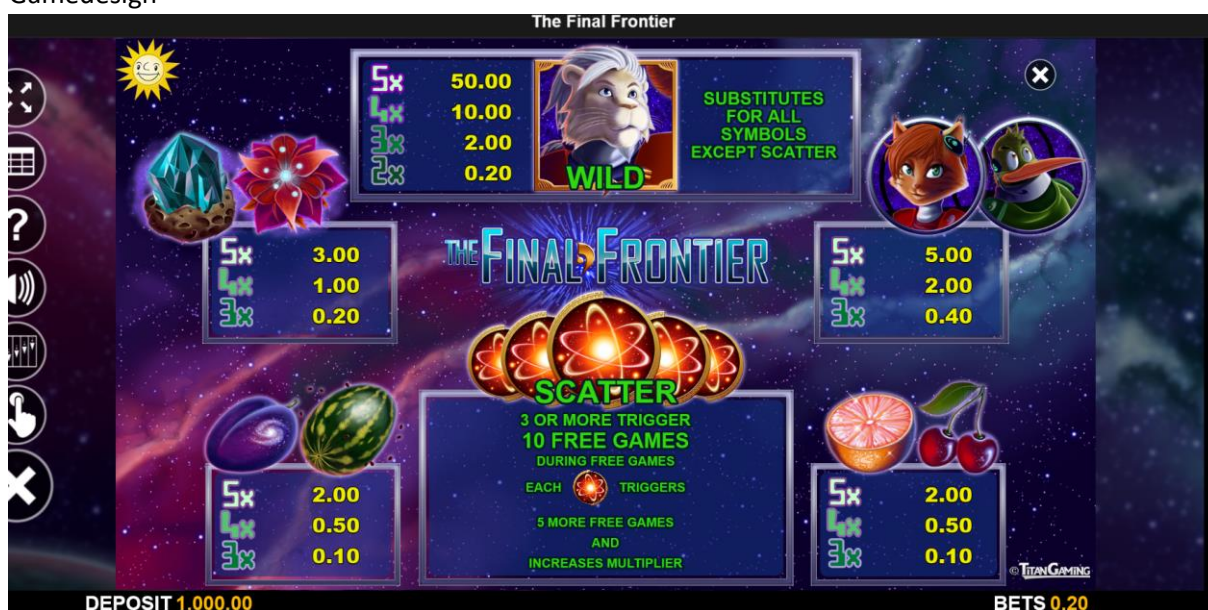 Gamedesign
The Final Frontier
5x 50.00
4x 10.00
3x 2.00
2x 0.20
WILD
SUBSTITUTES
FOR ALL
SYMBOLS
EXCEPT SCATTER
5x 3.00
4x 1.00
3x 0.20
THE FINAL FRONTIER
5x 5.00
4x 2.00
3x 0.40
SCATTER
3 OR MORE TRIGGER
10 FREE GAMES
DURING FREE GAMES
EACH TRIGGERS
5 MORE FREE GAMES
AND
INCREASES MULTIPLIER
5x 2.00
4x 0.50
3x 0.10
5x 2.00
4x 0.50
3x 0.10
© TITAN GAMING
DEPOSIT 1,000.00
BETS 0.20